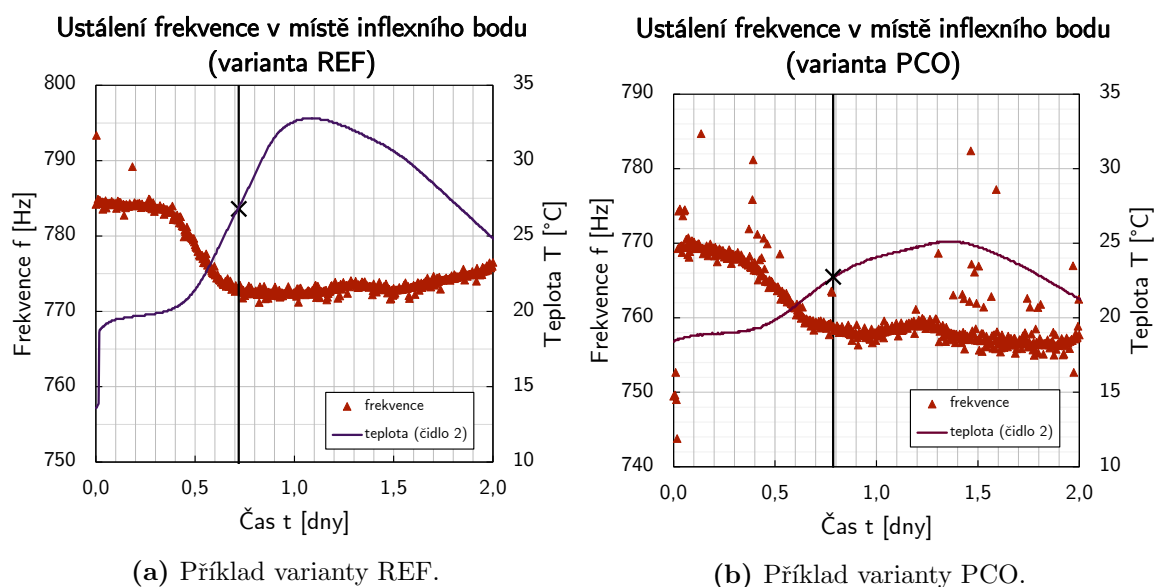 Ustálení frekvence v místě inflexního bodu
(varianta REF)
800
790
780
770
760
750
35
30
25
20
15
10
Frekvence f [Hz]
Teplota T [°C]
frekvence
teplota (čidlo 2)
0,0
0,5
1,0
1,5
2,0
Čas t [dny]
(a) Příklad varianty REF.
Ustálení frekvence v místě inflexního bodu
(varianta PCO)
790
780
770
760
750
740
35
30
25
20
15
10
Frekvence f [Hz]
Teplota T [°C]
frekvence
teplota (čidlo 2)
0,0
0,5
1,0
1,5
2,0
Čas t [dny]
(b) Příklad varianty PCO.